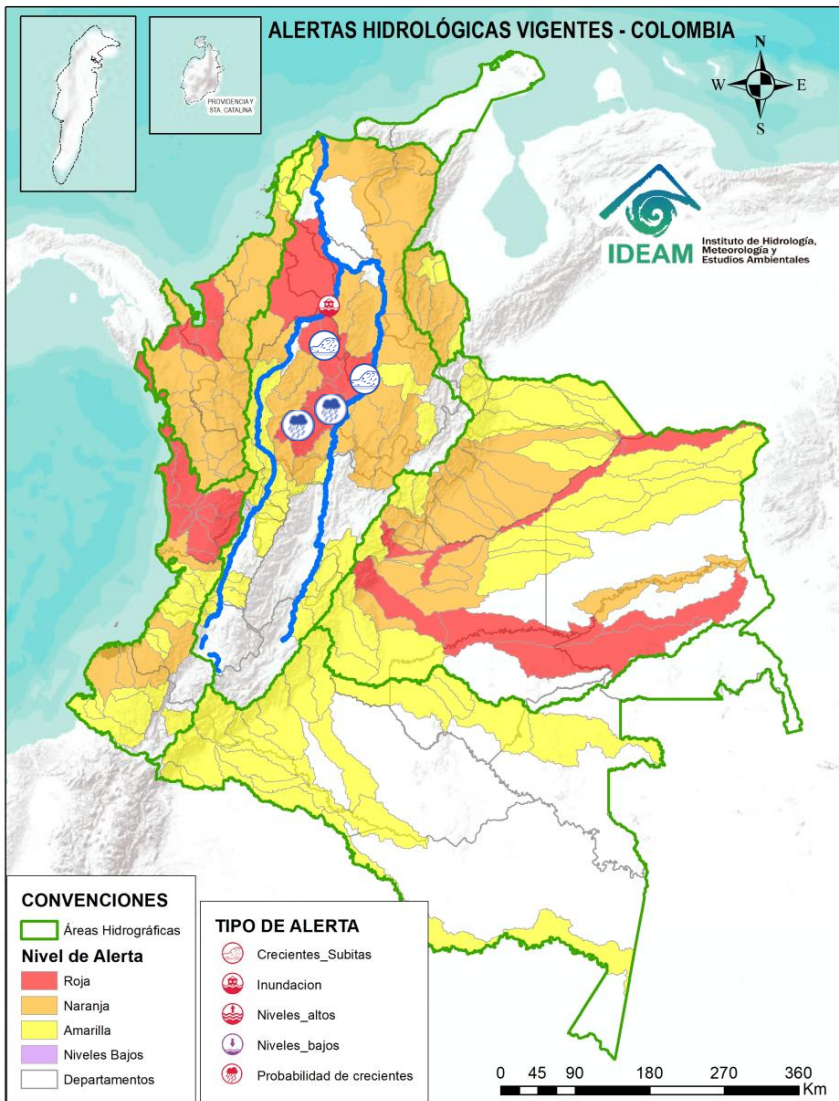 ALERTAS HIDROLÓGICAS VIGENTES - COLOMBIA
PROVIDENCIA Y
STA. CATALINA
N
W
E
S
IDEAM
Instituto de Hidrología,
Meteorología y
Estudios Ambientales
CONVENCIONES
Áreas Hidrográficas
Nivel de Alerta
Roja
Naranja
Amarilla
Niveles Bajos
Departamentos
TIPO DE ALERTA
Crecientes_Subitas
Inundacion
Niveles_altos
Niveles_bajos
Probabilidad de crecientes
0 45 90 180 270 360
Km